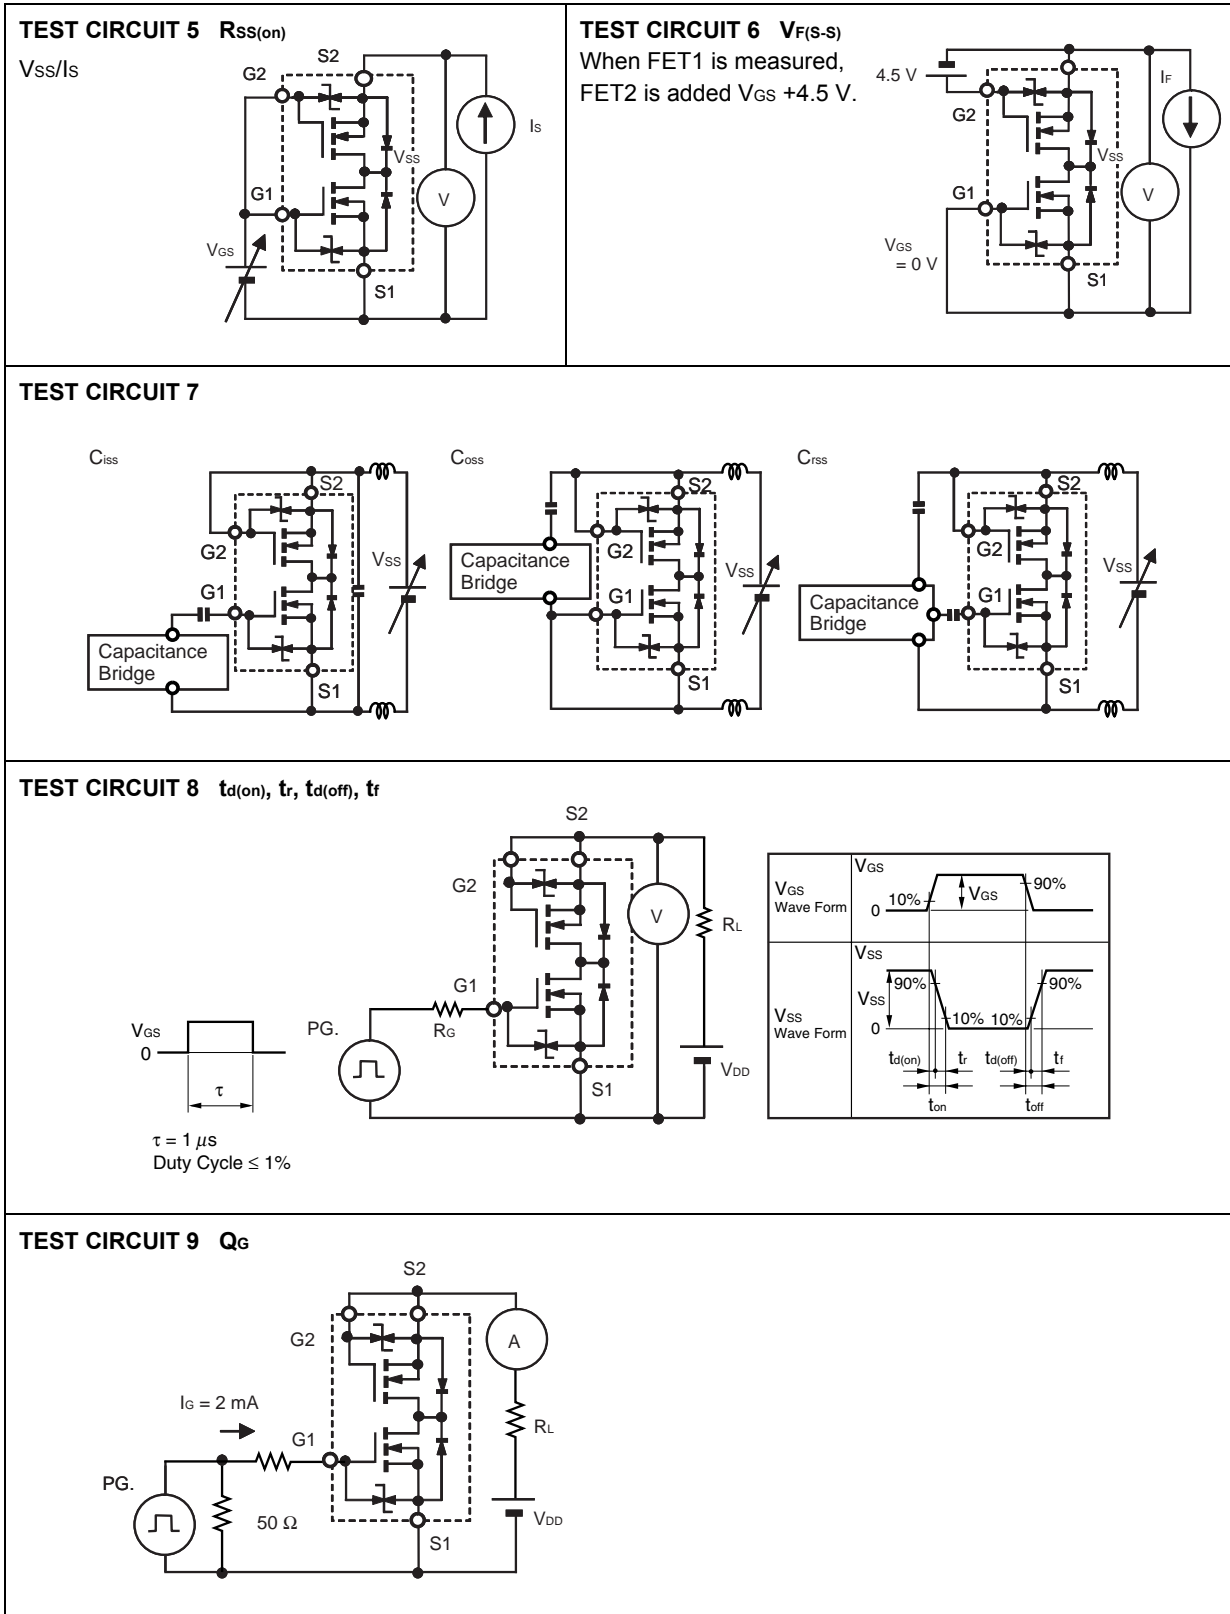 TEST CIRCUIT 5 RSS(on)
VSS/IS
S2
G2
IS
VSS
V
G1
VGS
S1
TEST CIRCUIT 6 VF(S-S)
When FET1 is measured,
FET2 is added VGS +4.5 V.
4.5 V
IF
G2
VSS
V
G1
VGS
= 0 V
S1
TEST CIRCUIT 7
Ciss
S2
G2
VSS
G1
Capacitance
Bridge
S1
Coss
S2
G2
Capacitance
Bridge
VSS
G1
S1
Crss
S2
G2
VSS
G1
Capacitance
Bridge
S1
TEST CIRCUIT 8 td(on), tr, td(off), tf
S2
G2
V
RL
G1
PG.
RG
VDD
S1
VGS
0
τ
τ = 1 μs
Duty Cycle ≤ 1%
VGS
Wave Form
VGS
10%
0
VGS
90%
VSS
Wave Form
VSS
90%
90%
VSS
10% 10%
0
td(on) tr td(off) tf
ton toff
TEST CIRCUIT 9 QG
S2
G2
A
IG = 2 mA
RL
G1
PG.
50 Ω
VDD
S1